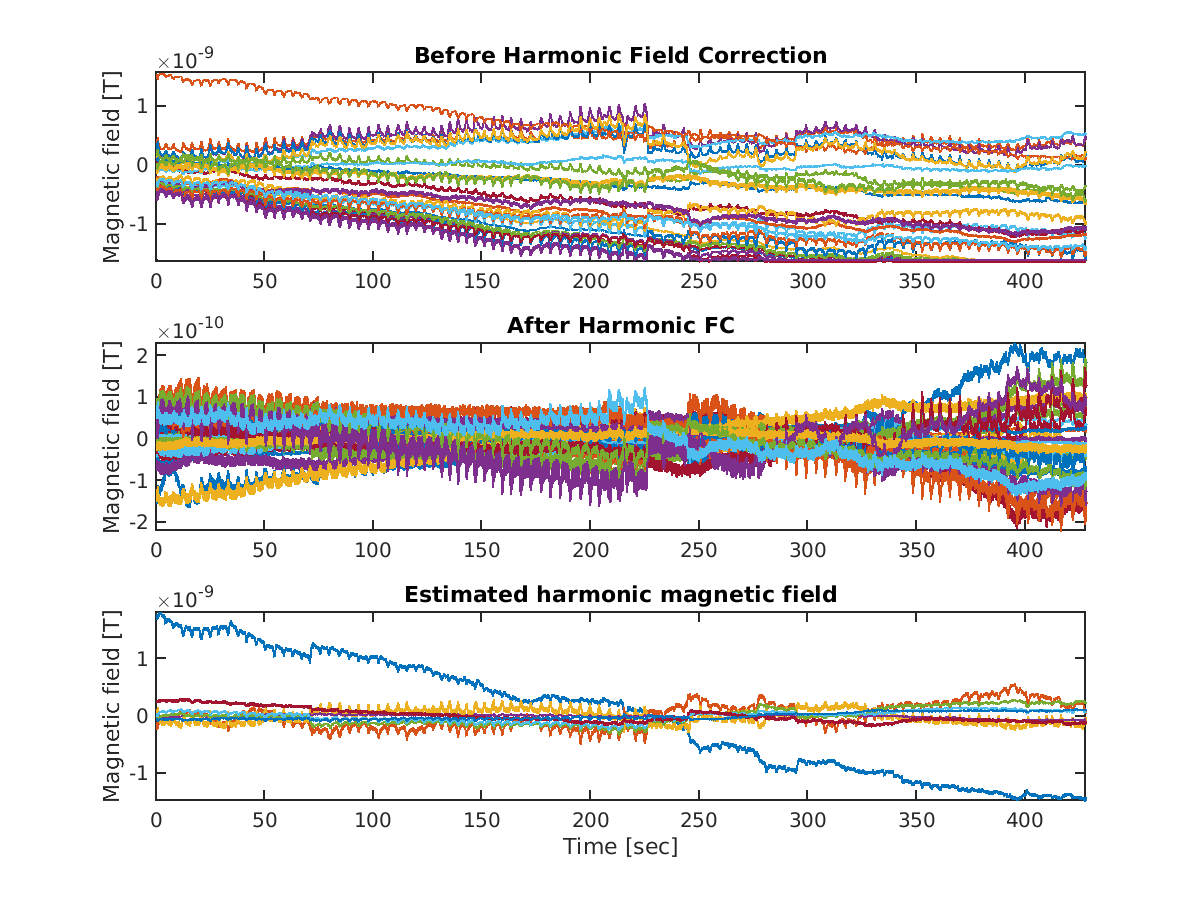 Before Harmonic Field Correction
×10^-9
Magnetic field [T]
1
0
-1
0 50 100 150 200 250 300 350 400
After Harmonic FC
×10^-10
Magnetic field [T]
2
1
0
-1
-2
0 50 100 150 200 250 300 350 400
Estimated harmonic magnetic field
×10^-9
Magnetic field [T]
1
0
-1
0 50 100 150 200 250 300 350 400
Time [sec]